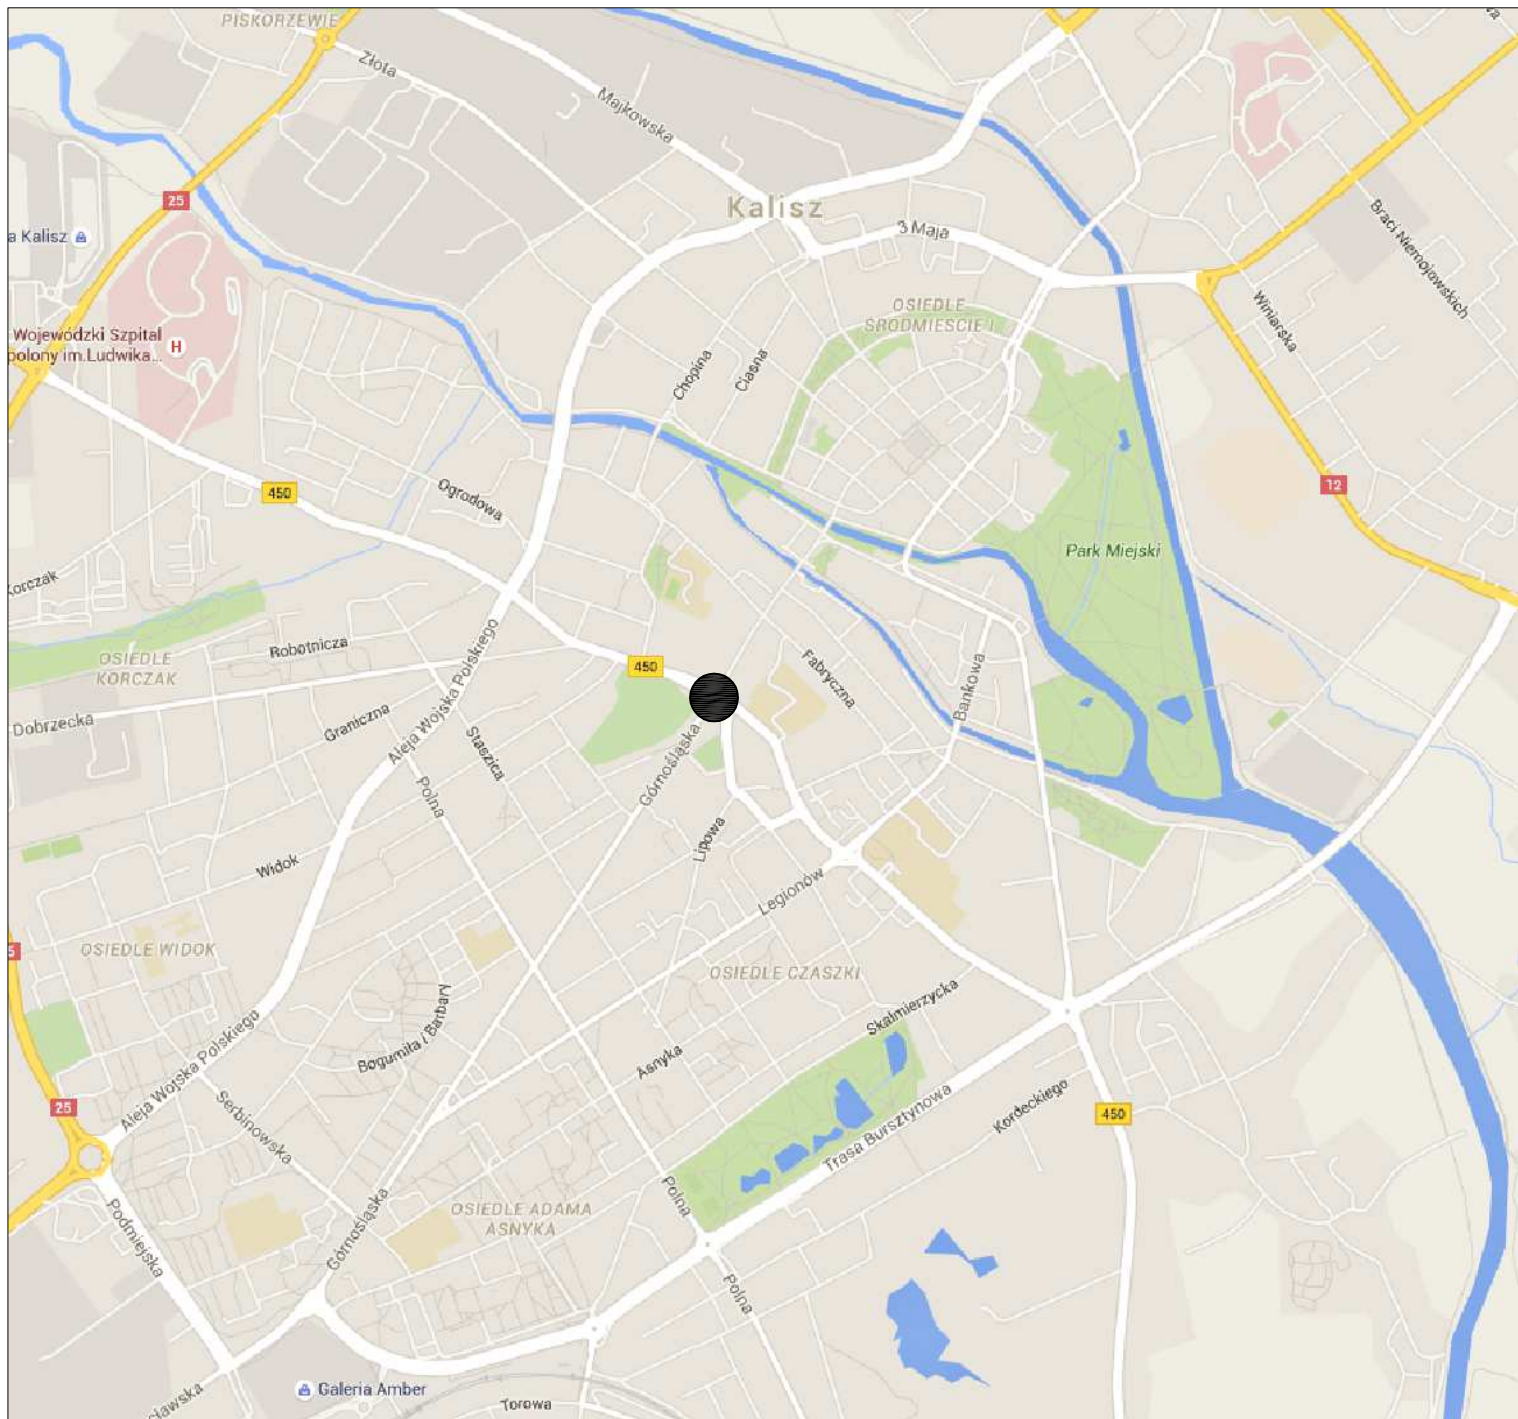 PISKORZEWIE
Złota
Majkowska
25
Kalisz
a Kalisz
3 Maja
Braci Niemojowskich
Winiarska
OSIEDLE
ŚRÓDMIEŚCIE I
Wojewódzki Szpital
polony im.Ludwika...
H
Chopina
Ciasna
450
Ogrodowa
12
Park Miejski
Korczak
Robotnicza
OSIEDLE
KORCZAK
450
Fabryczna
Bankowa
Dobrzecka
Graniczna
Aleja Wojska Polskiego
Staszica
Górnośląska
Polna
Lipowa
Widok
Legionów
OSIEDLE WIDOK
5
OSIEDLE CZASZKI
Skalmierzycka
Bogumiła i Barbary
Asnyka
Aleja Wojska Polskiego
25
Serbinowska
Trasa Bursztynowa
Kordeckiego
450
Polna
OSIEDLE ADAMA
ASNYKA
Górnośląska
Podmiejska
Polna
Galeria Amber
Torowa
cławska